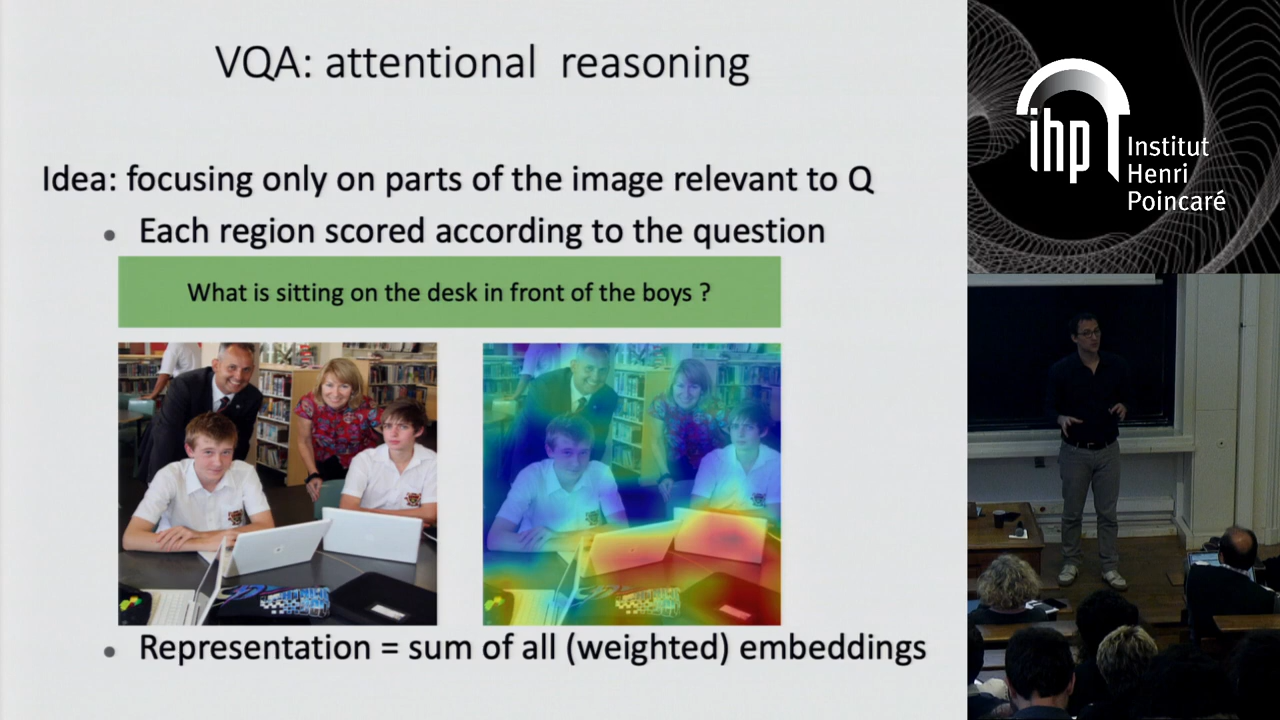 VQA: attentional reasoning
Idea: focusing only on parts of the image relevant to Q
• Each region scored according to the question
What is sitting on the desk in front of the boys ?
• Representation = sum of all (weighted) embeddings
ihp
Institut
Henri
Poincaré